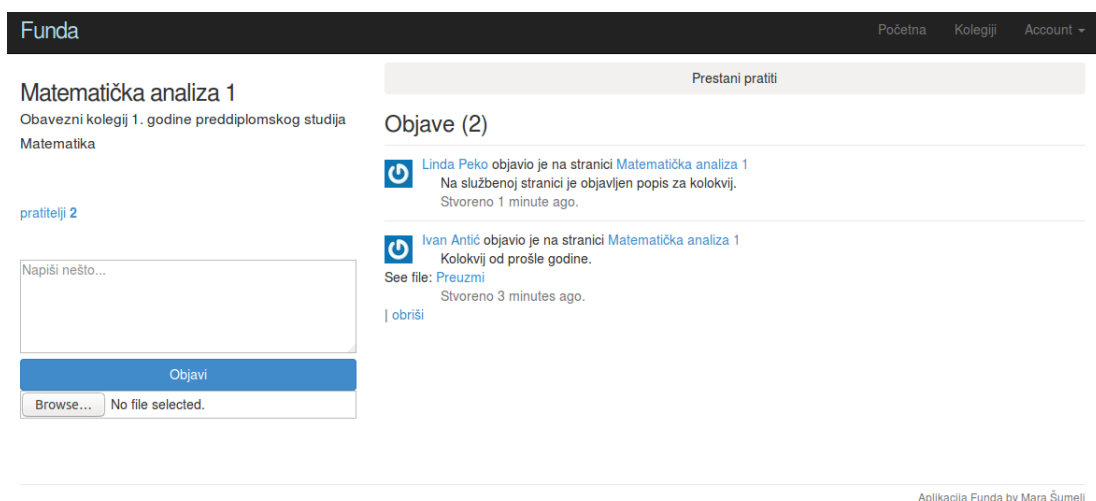 Funda
Početna Kolegiji Account
Matematička analiza 1
Obavezni kolegij 1. godine preddiplomskog studija
Matematika
pratitelji 2
Napiši nešto...
Objavi
Browse... No file selected.
Prestani pratiti
Objave (2)
Linda Peko objavio je na stranici Matematička analiza 1
Na službenoj stranici je objavljen popis za kolokvij.
Stvoreno 1 minute ago.
Ivan Antić objavio je na stranici Matematička analiza 1
Kolokvij od prošle godine.
See file: Preuzmi
Stvoreno 3 minutes ago.
| obriši
Aplikacija Funda by Mara Šumelj